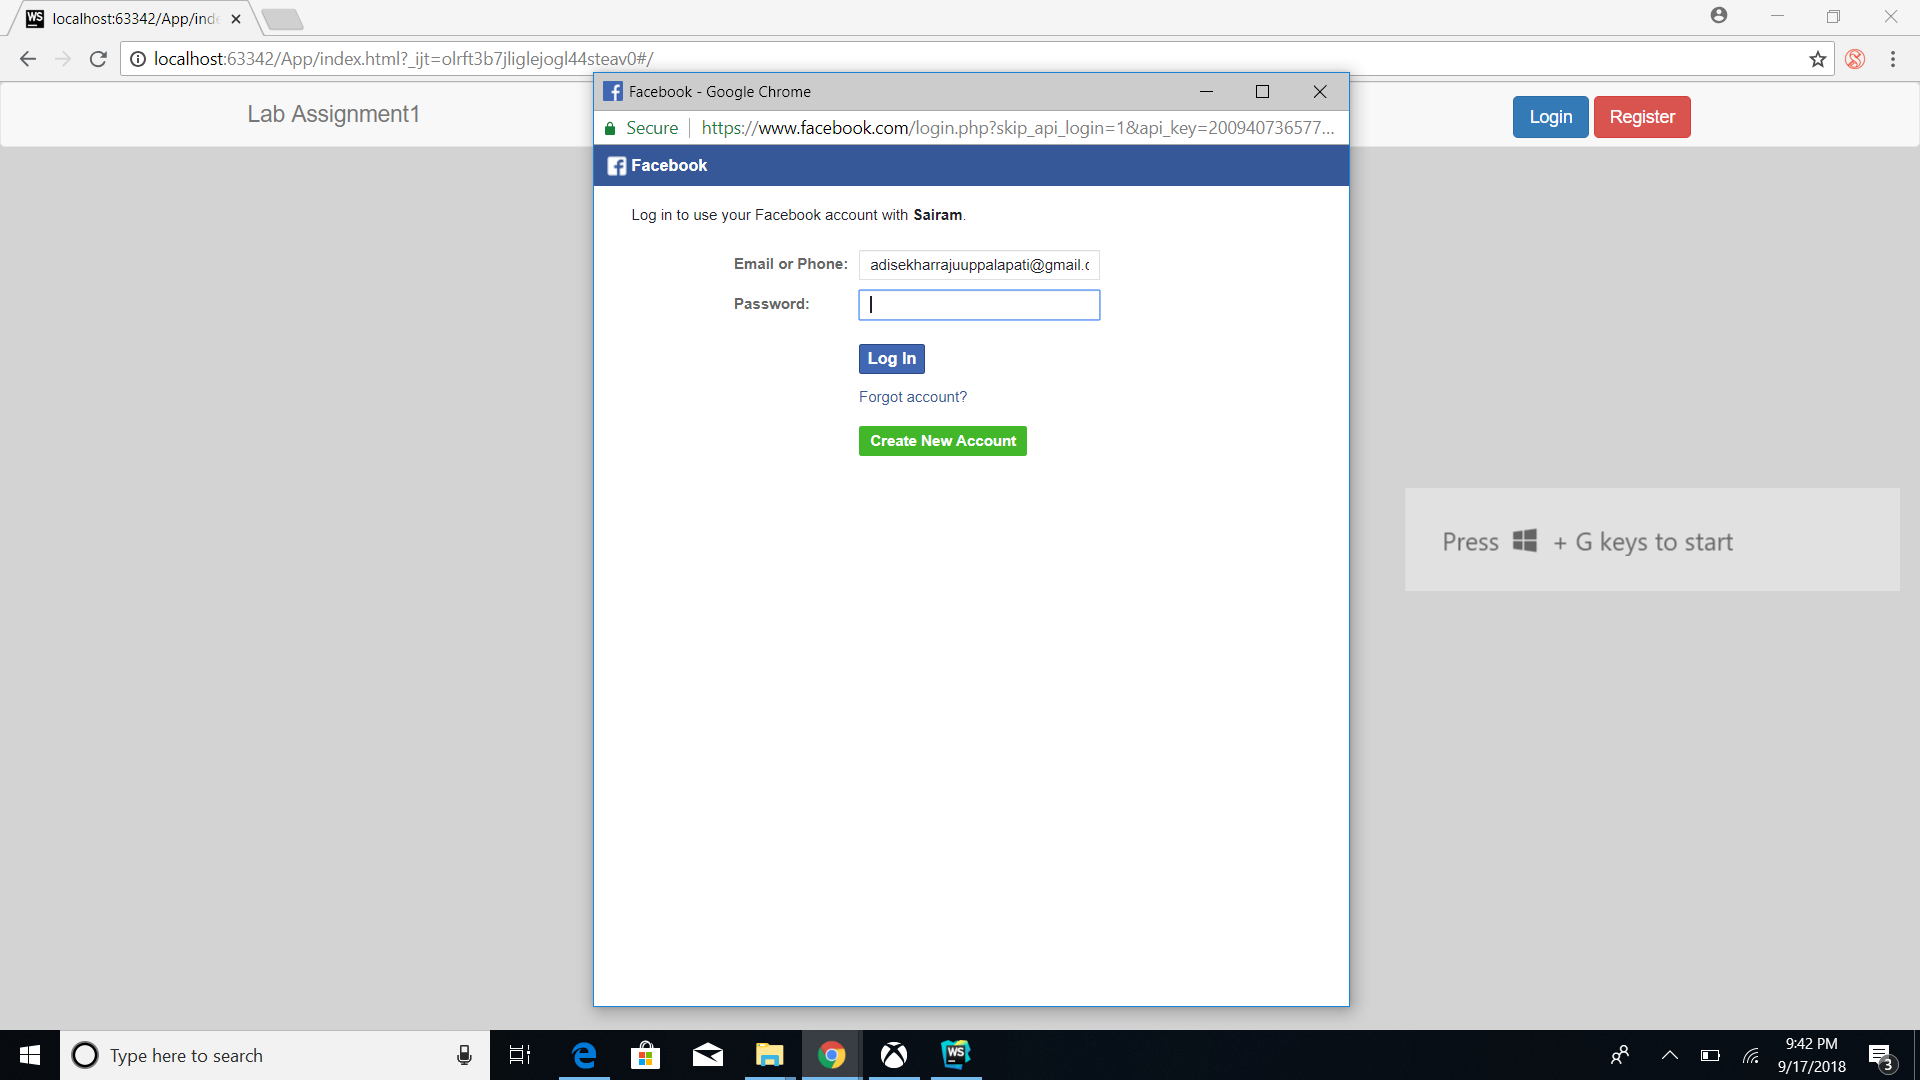 WS localhost:63342/App/inde
localhost:63342/App/index.html?_ijt=olrft3b7jliglejogl44steav0#/
Lab Assignment1
Login
Register
Facebook - Google Chrome
Secure https://www.facebook.com/login.php?skip_api_login=1&api_key=200940736577...
Facebook
Log in to use your Facebook account with Sairam.
Email or Phone: adisekharrajuuppalapati@gmail.c
Password:
Log In
Forgot account?
Create New Account
Press + G keys to start
Type here to search
WS
9:42 PM
9/17/2018
3